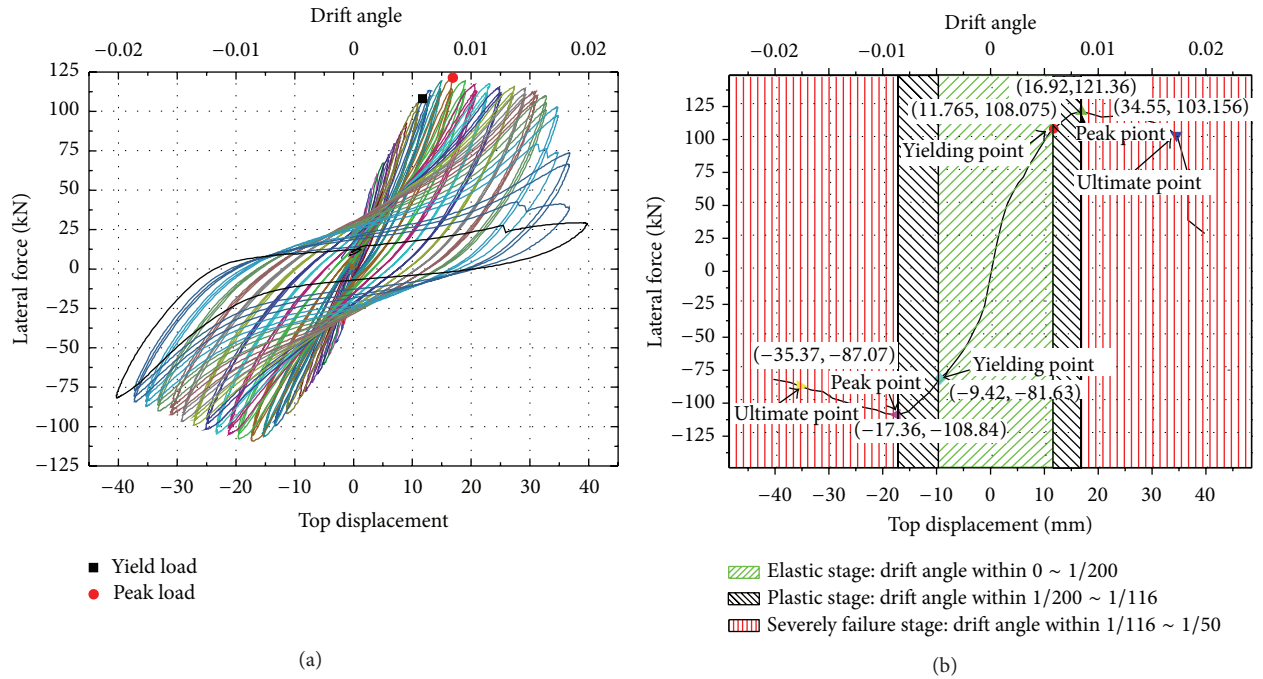 Drift angle
−0.02 −0.01 0 0.01 0.02
125
100
75
50
25
0
−25
−50
−75
−100
−125
Lateral force (kN)
−40 −30 −20 −10 0 10 20 30 40
Top displacement
Yield load
Peak load
(a)
Drift angle
−0.02 −0.01 0 0.01 0.02
125
100
75
50
25
0
−25
−50
−75
−100
−125
Lateral force (kN)
(16.92,121.36)
(11.765, 108.075)
(34.55, 103.156)
Yielding point
Peak piont
Ultimate point
(−35.37, −87.07)
Peak point
Ultimate point
Yielding point
(−9.42, −81.63)
(−17.36, −108.84)
−40 −30 −20 −10 0 10 20 30 40
Top displacement (mm)
Elastic stage: drift angle within 0 ~ 1/200
Plastic stage: drift angle within 1/200 ~ 1/116
Severely failure stage: drift angle within 1/116 ~ 1/50
(b)